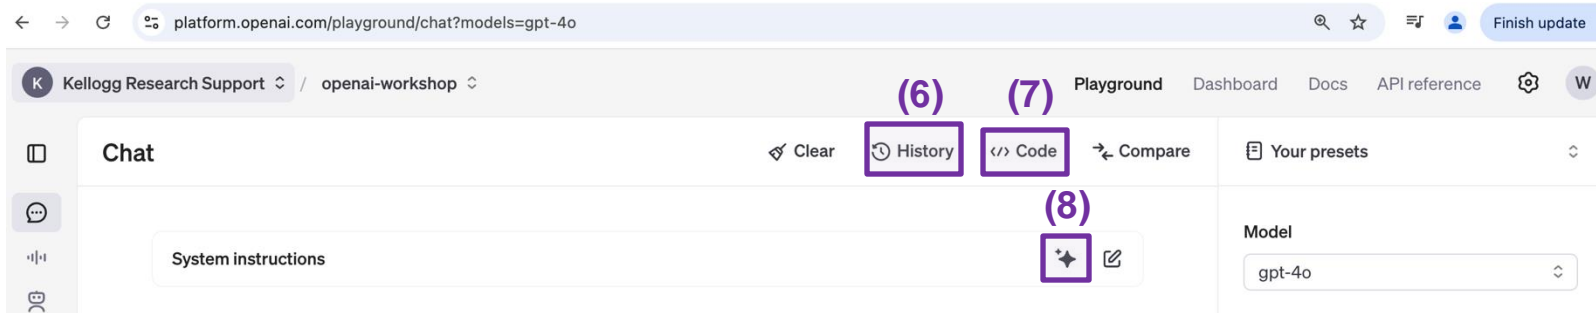 platform.openai.com/playground/chat?models=gpt-4o
Finish update
K Kellogg Research Support / openai-workshop
(6)
(7)
Playground Dashboard Docs API reference W
Chat
Clear History Code Compare
Your presets
(8)
System instructions
Model
gpt-4o